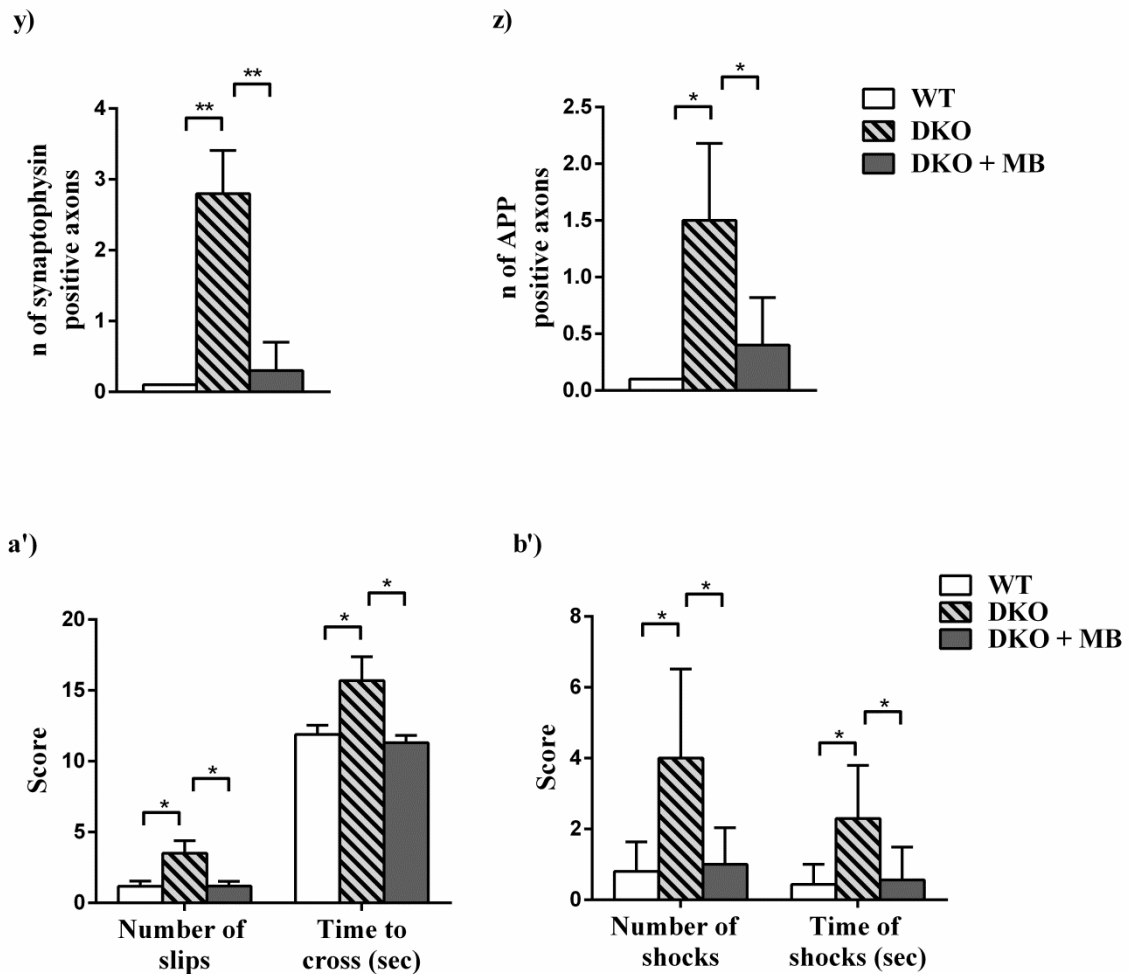 y)
**
**
4
3
2
1
0
n of synaptophysin
positive axons
z)
*
*
2.5
2.0
1.5
1.0
0.5
0.0
n of APP
positive axons
WT
DKO
DKO + MB
a')
20
15
10
5
0
Score
*
*
*
*
Number of
slips
Time to
cross (sec)
b')
8
6
4
2
0
Score
*
*
*
*
Number of
shocks
Time of
shocks (sec)
WT
DKO
DKO + MB